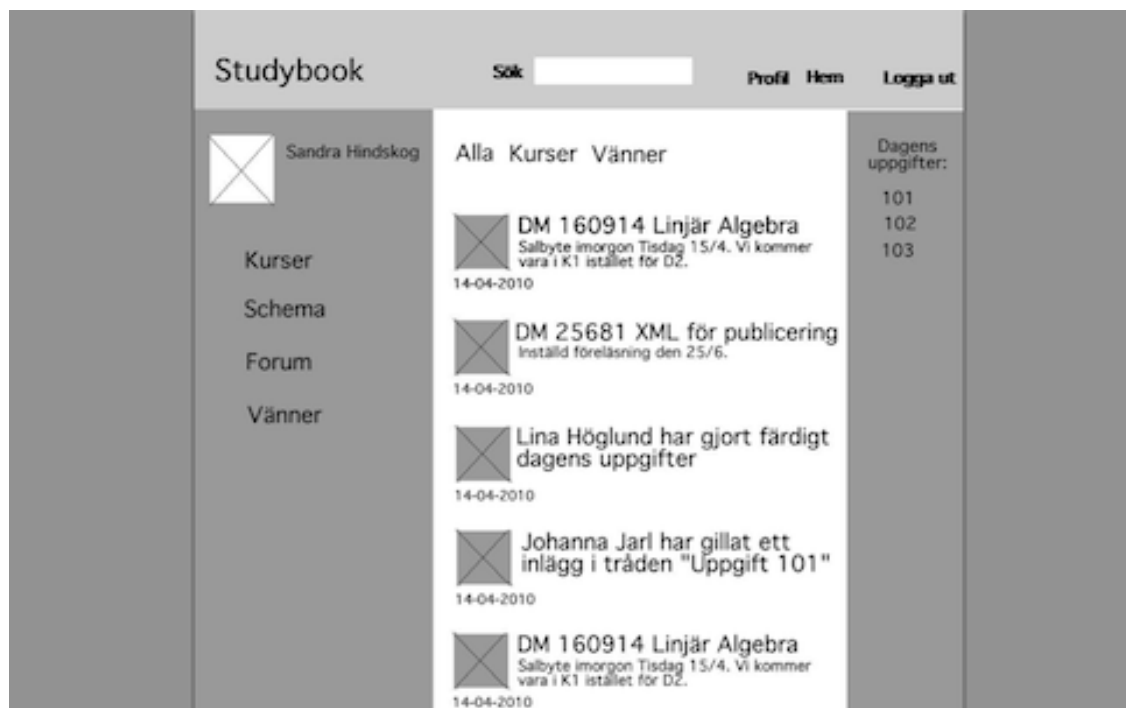 Studybook
Sök
Profil Hem Logga ut
Sandra Hindskog
Kurser
Schema
Forum
Vänner
Alla Kurser Vänner
DM 160914 Linjär Algebra
Salbyte imorgon Tisdag 15/4. Vi kommer
vara i K1 istället för D2.
14-04-2010
DM 25681 XML för publicering
Inställd föreläsning den 25/6.
14-04-2010
Lina Höglund har gjort färdigt
dagens uppgifter
14-04-2010
Johanna Jarl har gillat ett
inlägg i tråden "Uppgift 101"
14-04-2010
DM 160914 Linjär Algebra
Salbyte imorgon Tisdag 15/4. Vi kommer
vara i K1 istället för D2.
14-04-2010
Dagens
uppgifter:
101
102
103